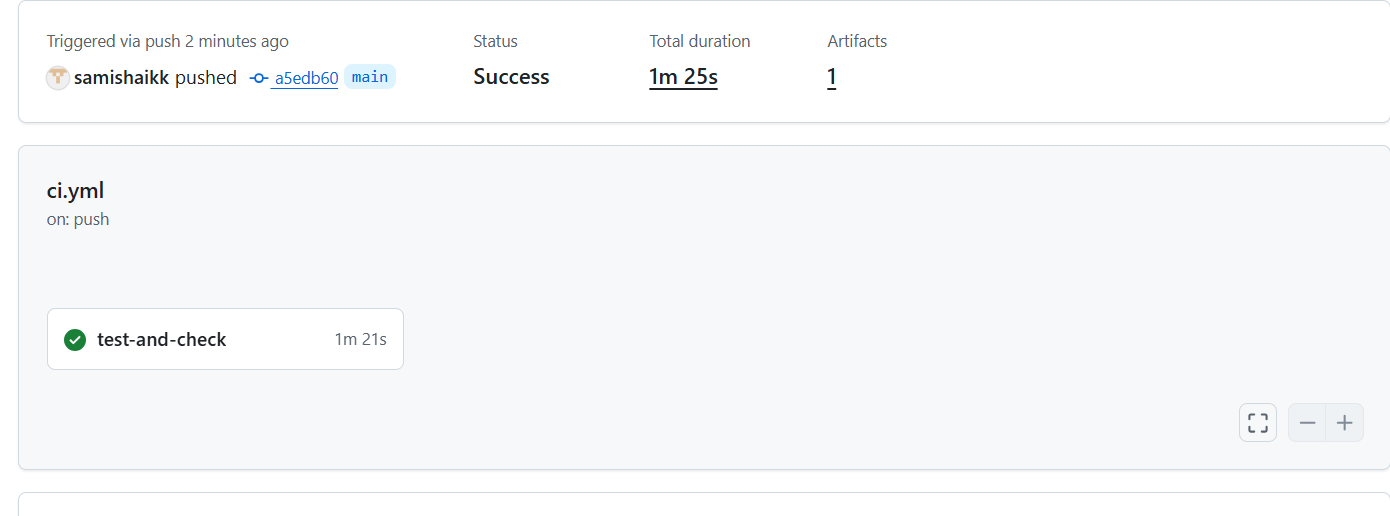 Triggered via push 2 minutes ago
samishaikk pushed a5edb60 main
Status
Success
Total duration
1m 25s
Artifacts
1
ci.yml
on: push
test-and-check 1m 21s